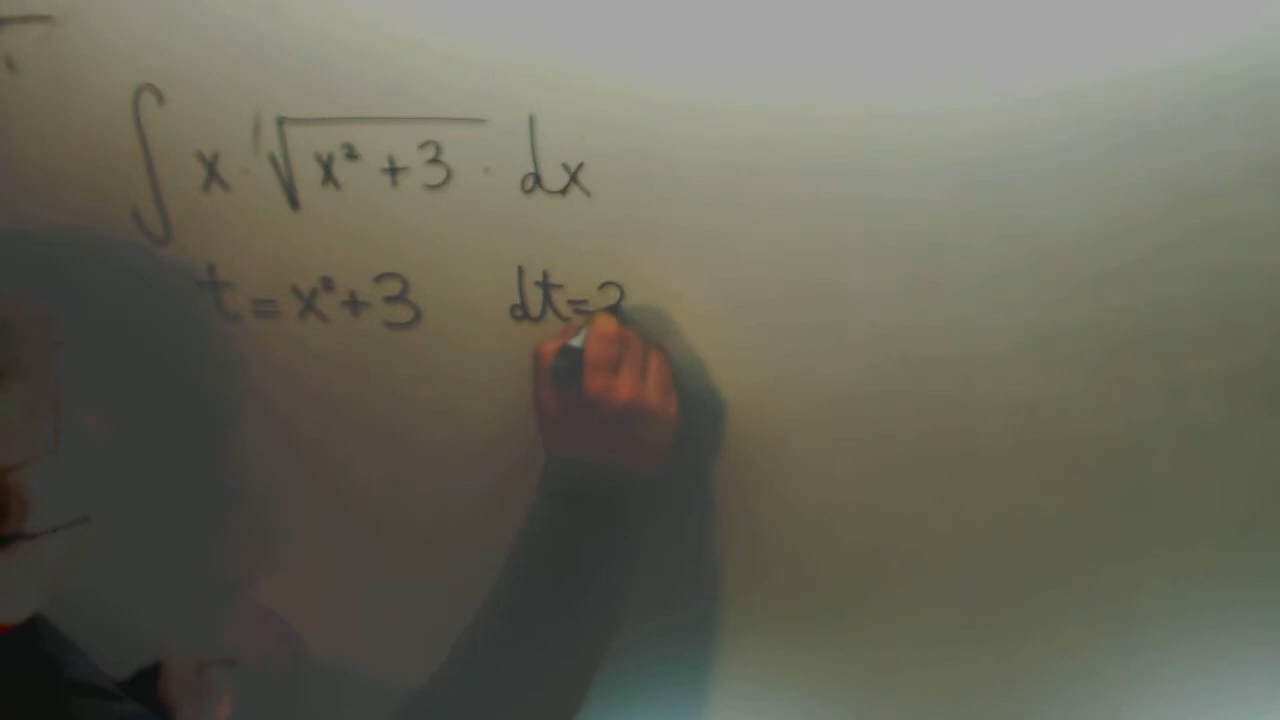 ∫ x · √(x² + 3) · dx
t = x² + 3 dt = 2